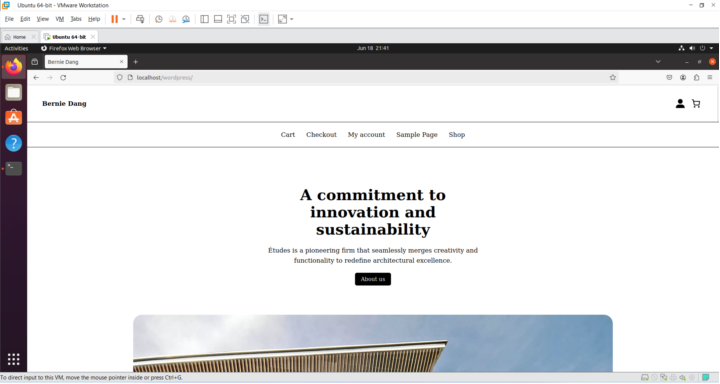 Ubuntu 64-bit - VMware Workstation
File Edit View VM Tabs Help
Home Ubuntu 64-bit
Activities Firefox Web Browser Jun 18 21:41
Bernie Dang
localhost/wordpress/
Bernie Dang
Cart Checkout My account Sample Page Shop
A commitment to
innovation and
sustainability
Études is a pioneering firm that seamlessly merges creativity and
functionality to redefine architectural excellence.
About us
To direct input to this VM, move the mouse pointer inside or press Ctrl+G.